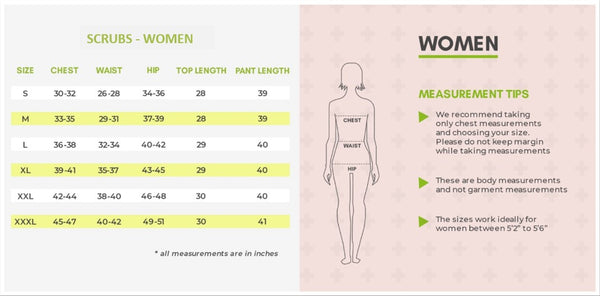 SCRUBS - WOMEN
SIZE CHEST WAIST HIP TOP LENGTH PANT LENGTH
S 30-32 26-28 34-36 28 39
M 33-35 29-31 37-39 28 39
L 36-38 32-34 40-42 29 40
XL 39-41 35-37 43-45 29 40
XXL 42-44 38-40 46-48 30 40
XXXL 45-47 40-42 49-51 30 41
* all measurements are in inches
CHEST
WAIST
HIP
WOMEN
MEASUREMENT TIPS
We recommend taking
only chest measurements
and choosing your size.
Please do not keep margin
while taking measurements
These are body measurements
and not garment measurements
The sizes work ideally for
women between 5’2” to 5’6”